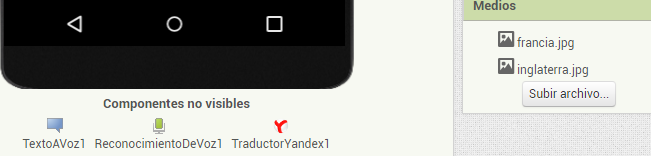 Medios
francia.jpg
inglaterra.jpg
Subir archivo...
Componentes no visibles
TextoAVoz1 ReconocimientoDeVoz1 TraductorYandex1